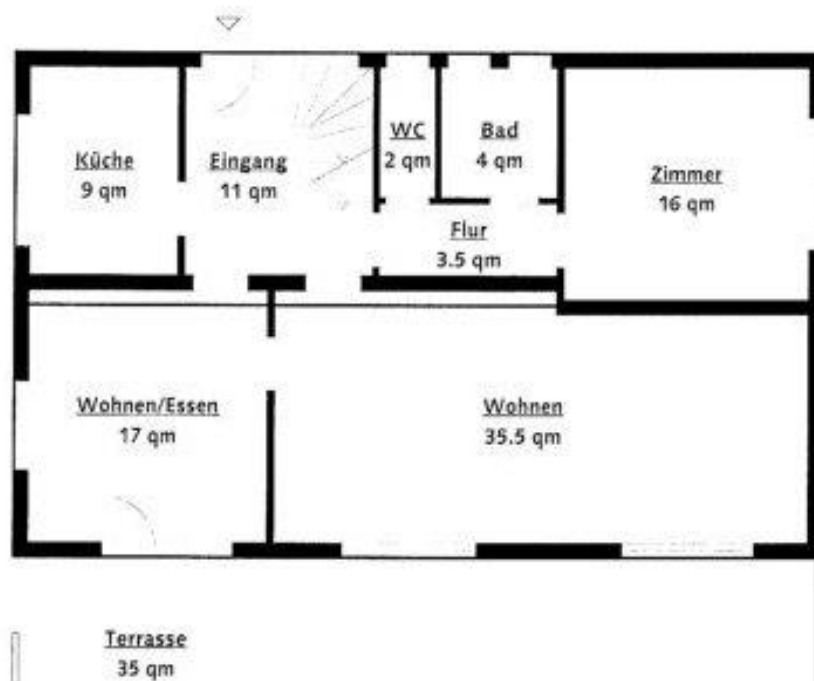 Küche
9 qm
Eingang
11 qm
WC
2 qm
Bad
4 qm
Zimmer
16 qm
Flur
3.5 qm
Wohnen/Essen
17 qm
Wohnen
35.5 qm
Terrasse
35 qm